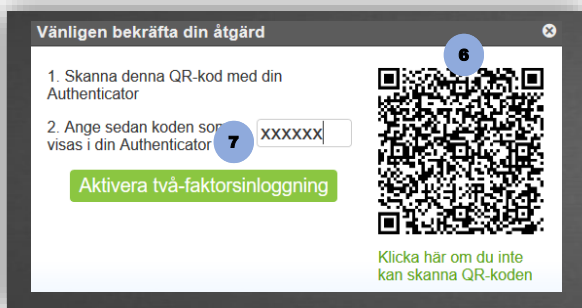 Vänligen bekräfta din åtgärd
6
1. Skanna denna QR-kod med din
Authenticator
2. Ange sedan koden som
visas i din Authenticator
7
xxxxxx
Aktivera två-faktorsinloggning
Klicka här om du inte
kan skanna QR-koden